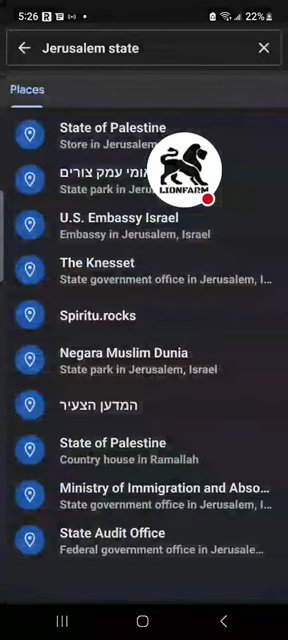 5:26
22%
Jerusalem state
Places
State of Palestine
Store in Jerusalem
ומי עמק צורים
State park in Jeru
LIONFARM
U.S. Embassy Israel
Embassy in Jerusalem, Israel
The Knesset
State government office in Jerusalem, I...
Spiritu.rocks
Negara Muslim Dunia
State park in Jerusalem, Israel
המדען הצעיר
State of Palestine
Country house in Ramallah
Ministry of Immigration and Abso...
State government office in Jerusalem, I...
State Audit Office
Federal government office in Jerusale...